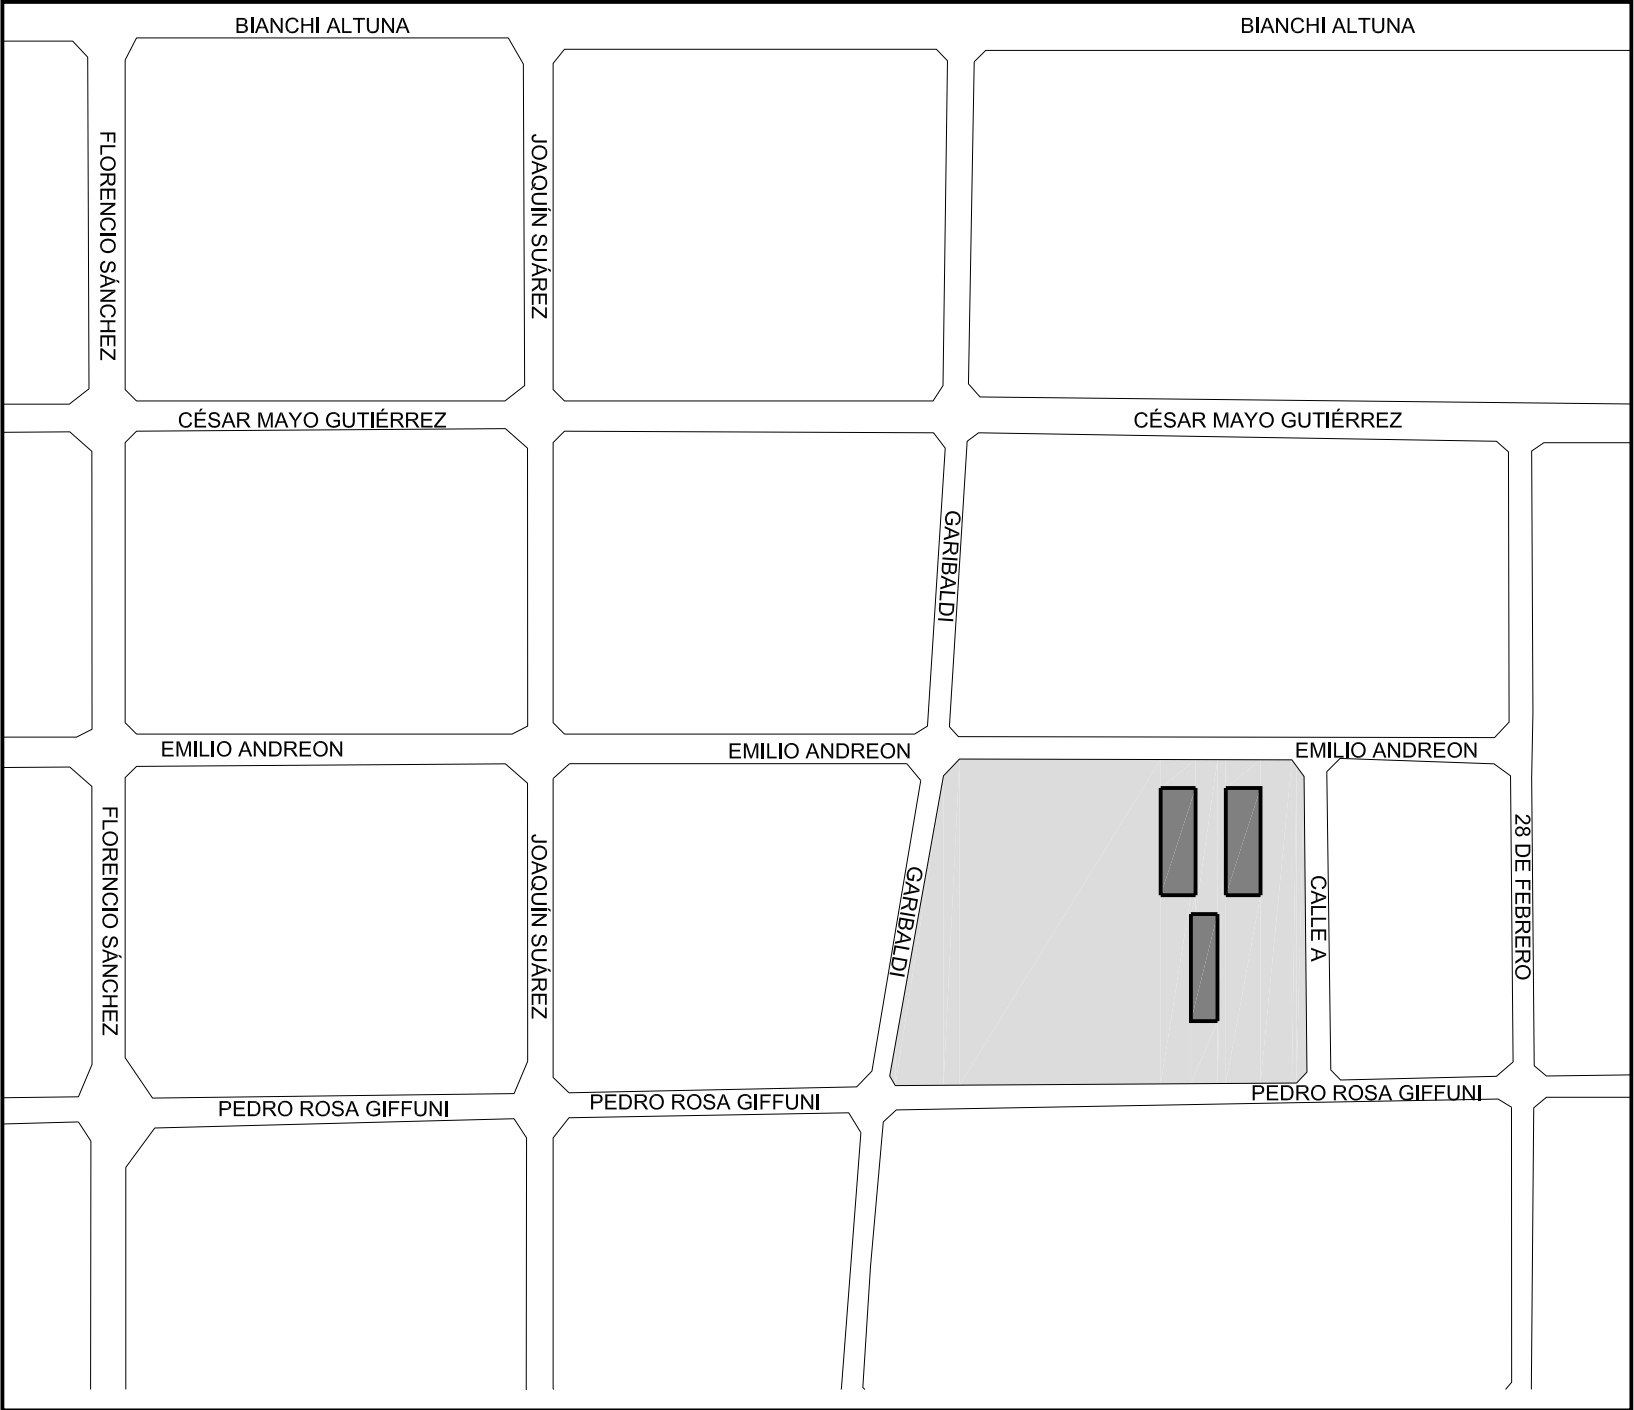 BIANCHI ALTUNA
BIANCHI ALTUNA
FLORENCIO SÁNCHEZ
JOAQUÍN SUÁREZ
CÉSAR MAYO GUTIÉRREZ
CÉSAR MAYO GUTIÉRREZ
GARIBALDI
EMILIO ANDREON
EMILIO ANDREON
EMILIO ANDREON
FLORENCIO SÁNCHEZ
JOAQUÍN SUÁREZ
GARIBALDI
CALLE A
28 DE FEBRERO
PEDRO ROSA GIFFUNI
PEDRO ROSA GIFFUNI
PEDRO ROSA GIFFUNI